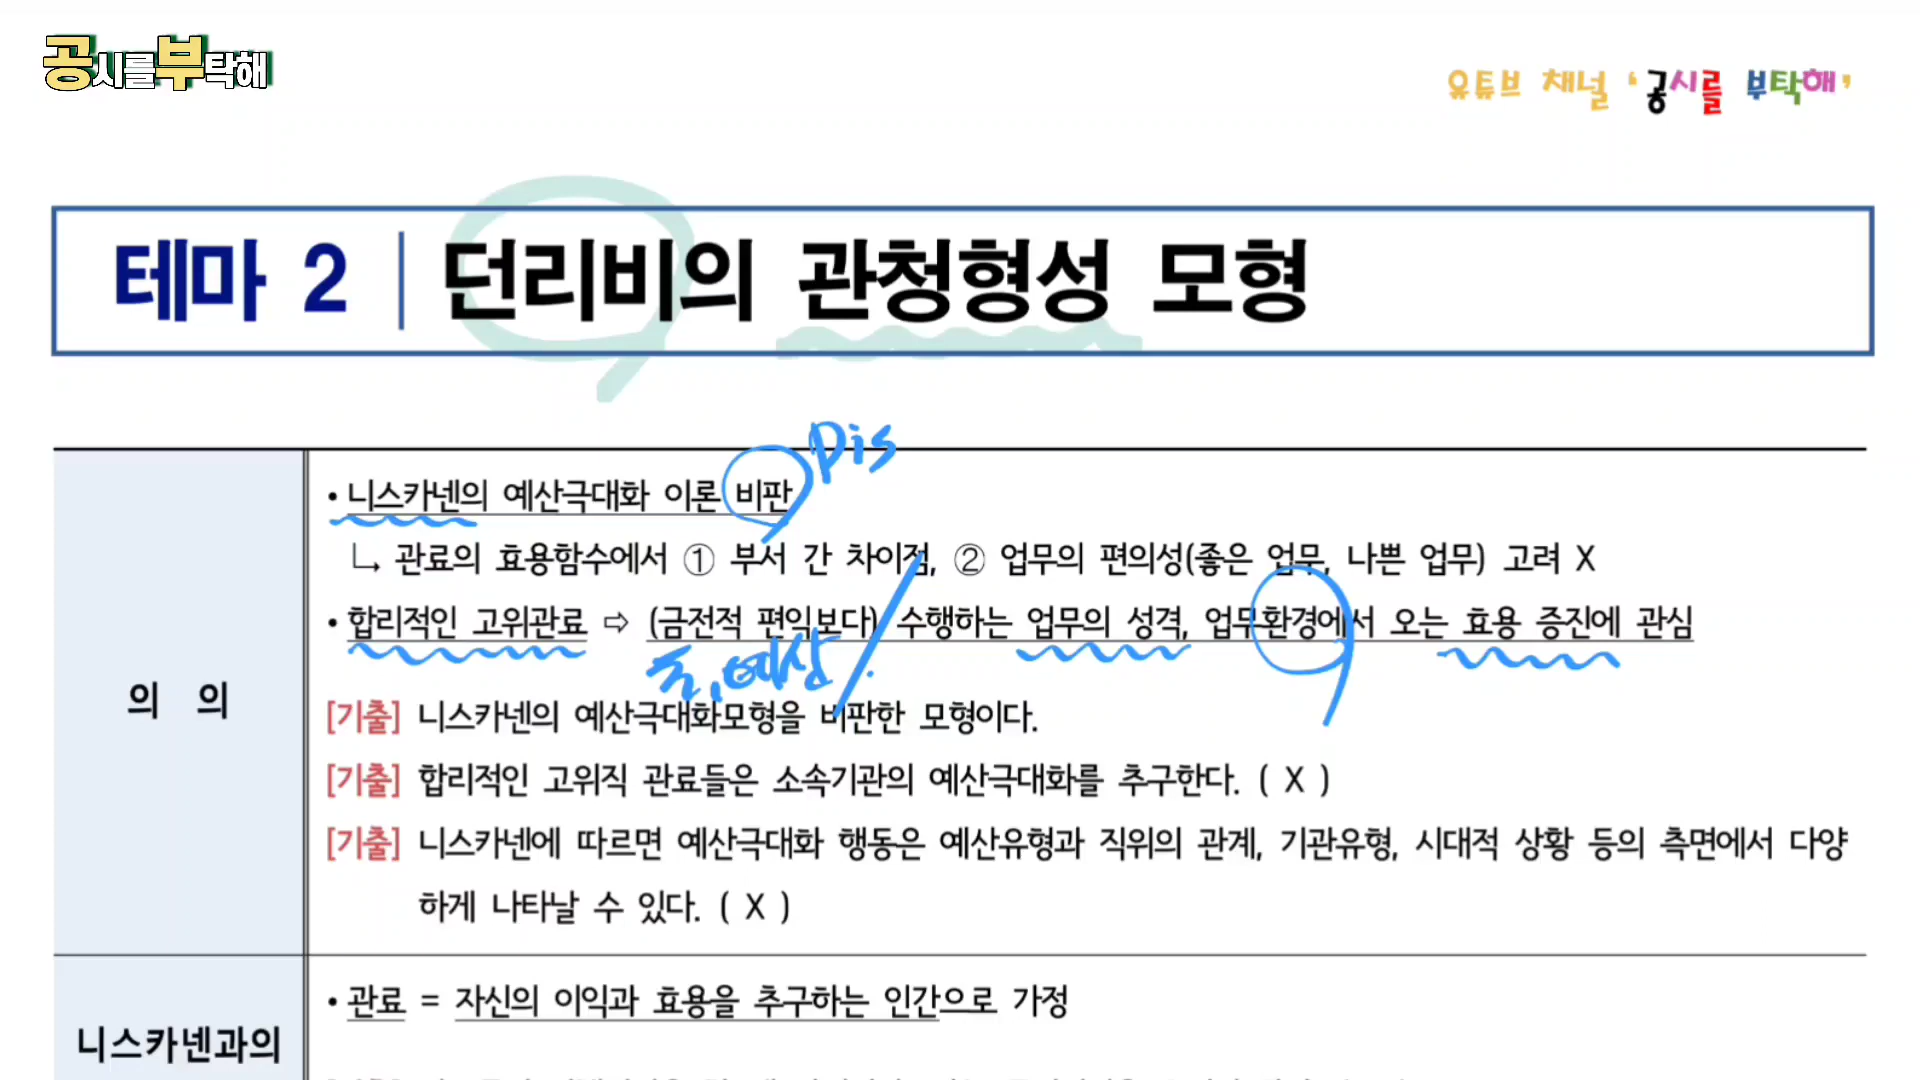 공시를부탁해
유튜브 채널 ‘공시를 부탁해’
테마 2 던리비의 관청형성 모형
Dis
• 니스카넨의 예산극대화 이론 비판
↳ 관료의 효용함수에서 ① 부서 간 차이점, ② 업무의 편의성(좋은 업무, 나쁜 업무) 고려 X
• 합리적인 고위관료 ⇨ (금전적 편익보다) 수행하는 업무의 성격, 업무환경에서 오는 효용 증진에 관심
돈, 예산
의 의
[기출] 니스카넨의 예산극대화모형을 비판한 모형이다.
[기출] 합리적인 고위직 관료들은 소속기관의 예산극대화를 추구한다. ( X )
[기출] 니스카넨에 따르면 예산극대화 행동은 예산유형과 직위의 관계, 기관유형, 시대적 상황 등의 측면에서 다양
하게 나타날 수 있다. ( X )
• 관료 = 자신의 이익과 효용을 추구하는 인간으로 가정
니스카넨과의